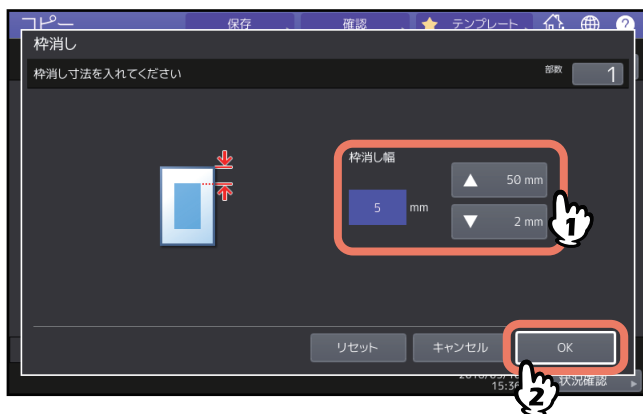 コピー 保存 確認 テンプレート ?
枠消し
枠消し寸法を入れてください 部数 1
枠消し幅
▲ 50 mm
5 mm
▼ 2 mm
1
リセット キャンセル OK
15:36 状況確認
2